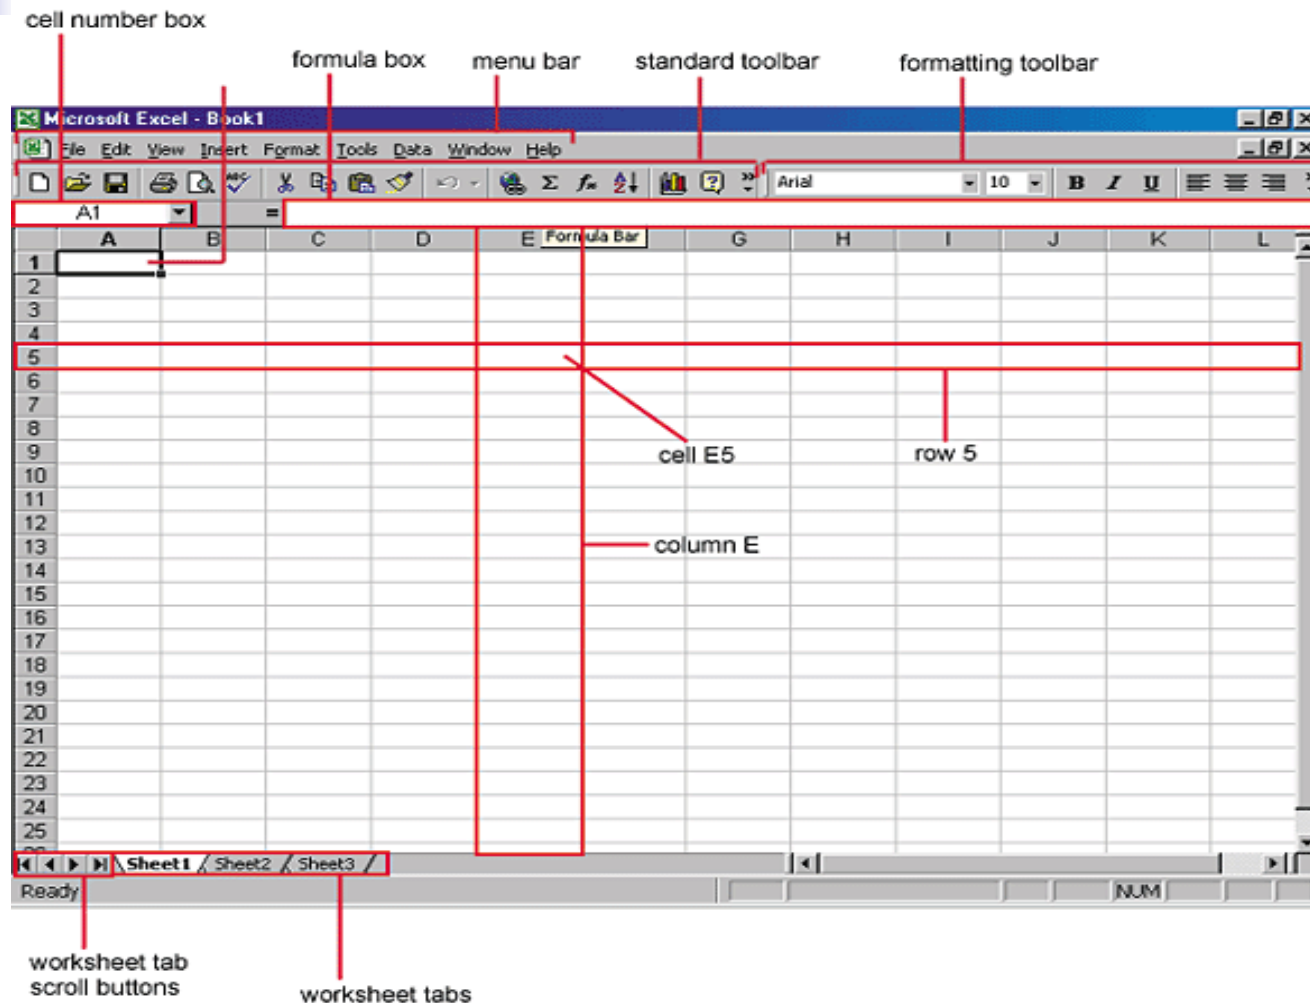 cell number box
formula box
menu bar
standard toolbar
formatting toolbar
Microsoft Excel - Book1
File Edit View Insert Format Tools Data Window Help
ABC Σ fx A Z Arial 10 B I U
A1 =
A B C D E Formula Bar G H I J K L
1
2
3
4
5
6
7
8
cell E5 row 5
9
10
11
12
column E
13
14
15
16
17
18
19
20
21
22
23
24
25
Sheet1 Sheet2 Sheet3
Ready NUM
worksheet tab
scroll buttons
worksheet tabs